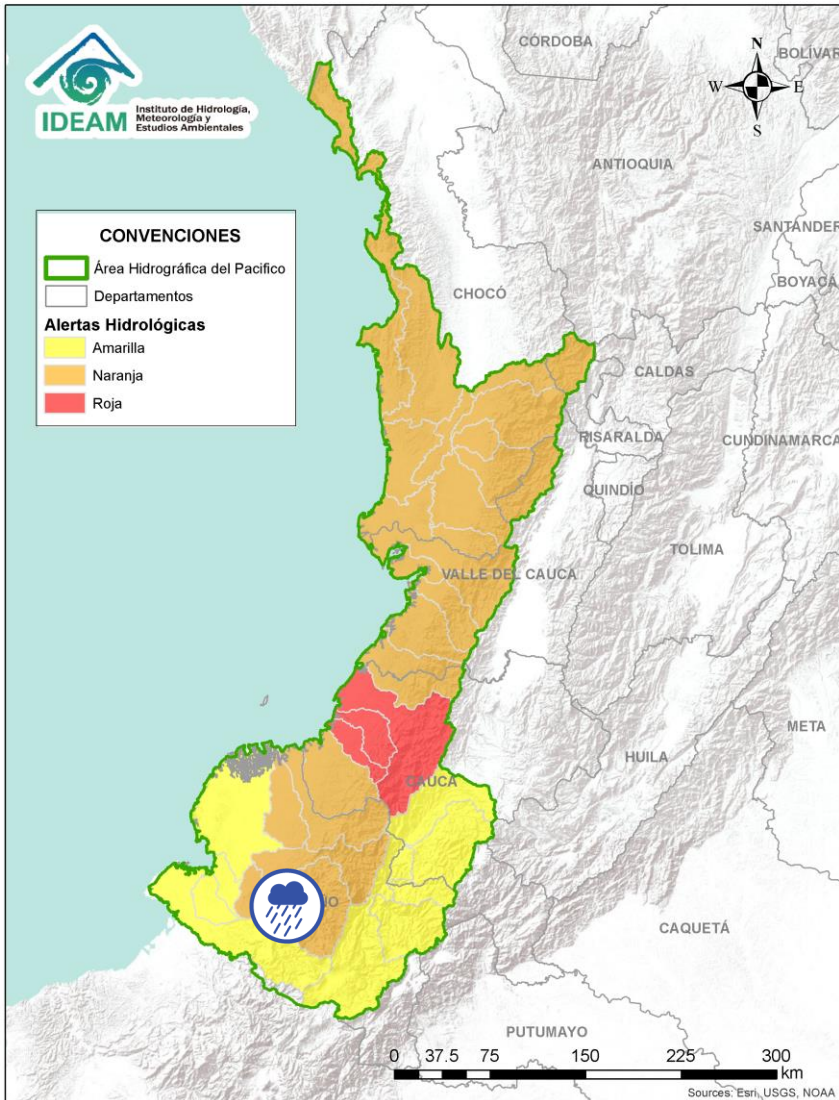 IDEAM
Instituto de Hidrología,
Meteorología y
Estudios Ambientales
CÓRDOBA
BOLÍVAR
N
W
E
S
ANTIOQUIA
SANTANDER
BOYACÁ
CONVENCIONES
Área Hidrográfica del Pacifico
Departamentos
Alertas Hidrológicas
Amarilla
Naranja
Roja
CHOCÓ
CALDAS
RISARALDA
CUNDINAMARCA
QUINDÍO
TOLIMA
VALLE DEL CAUCA
META
HUILA
CAUCA
ÑO
CAQUETÁ
PUTUMAYO
0 37.5 75 150 225 300
km
Sources: Esri, USGS, NOAA